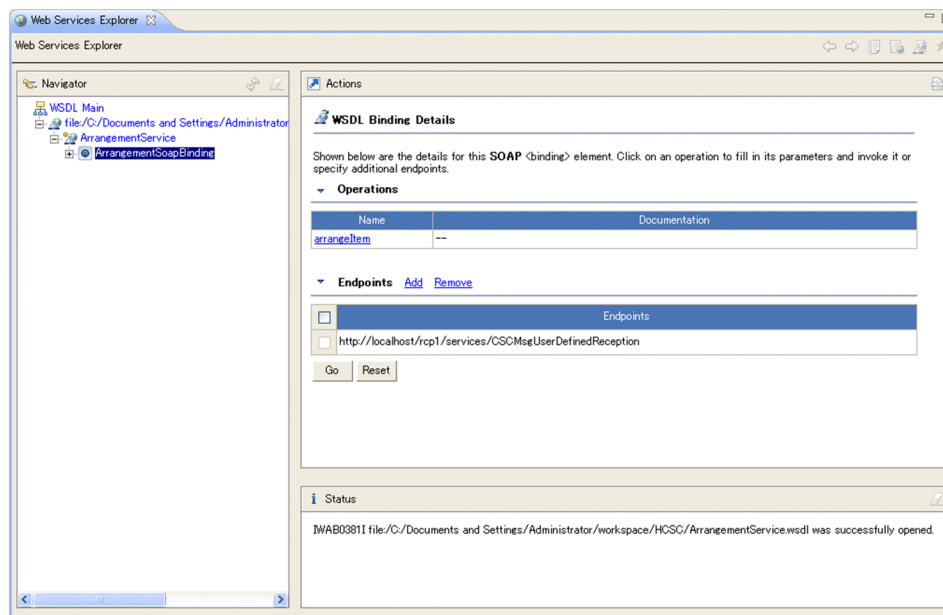 Web Services Explorer
Web Services Explorer
Navigator
WSDL Main
file:/C:/Documents and Settings/Administrator
ArrangementService
ArrangementSoapBinding
Actions
WSDL Binding Details
Shown below are the details for this SOAP <binding> element. Click on an operation to fill in its parameters and invoke it or
specify additional endpoints.
Operations
Name Documentation
arrangeItem --
Endpoints Add Remove
Endpoints
http://localhost/rcp1/services/CSCMsgUserDefinedReception
Go Reset
Status
IWAB0381I file:/C:/Documents and Settings/Administrator/workspace/HCSC/ArrangementService.wsdl was successfully opened.